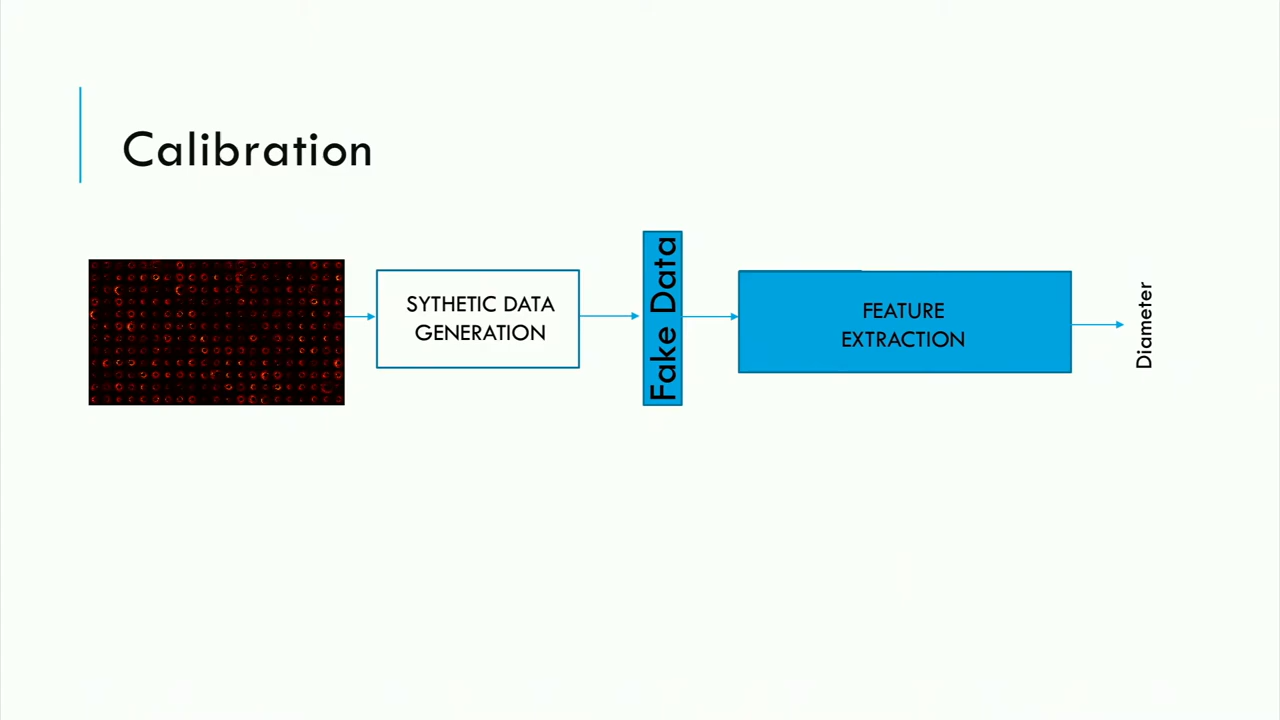 Calibration
SYTHETIC DATA
GENERATION
Fake Data
FEATURE
EXTRACTION
Diameter